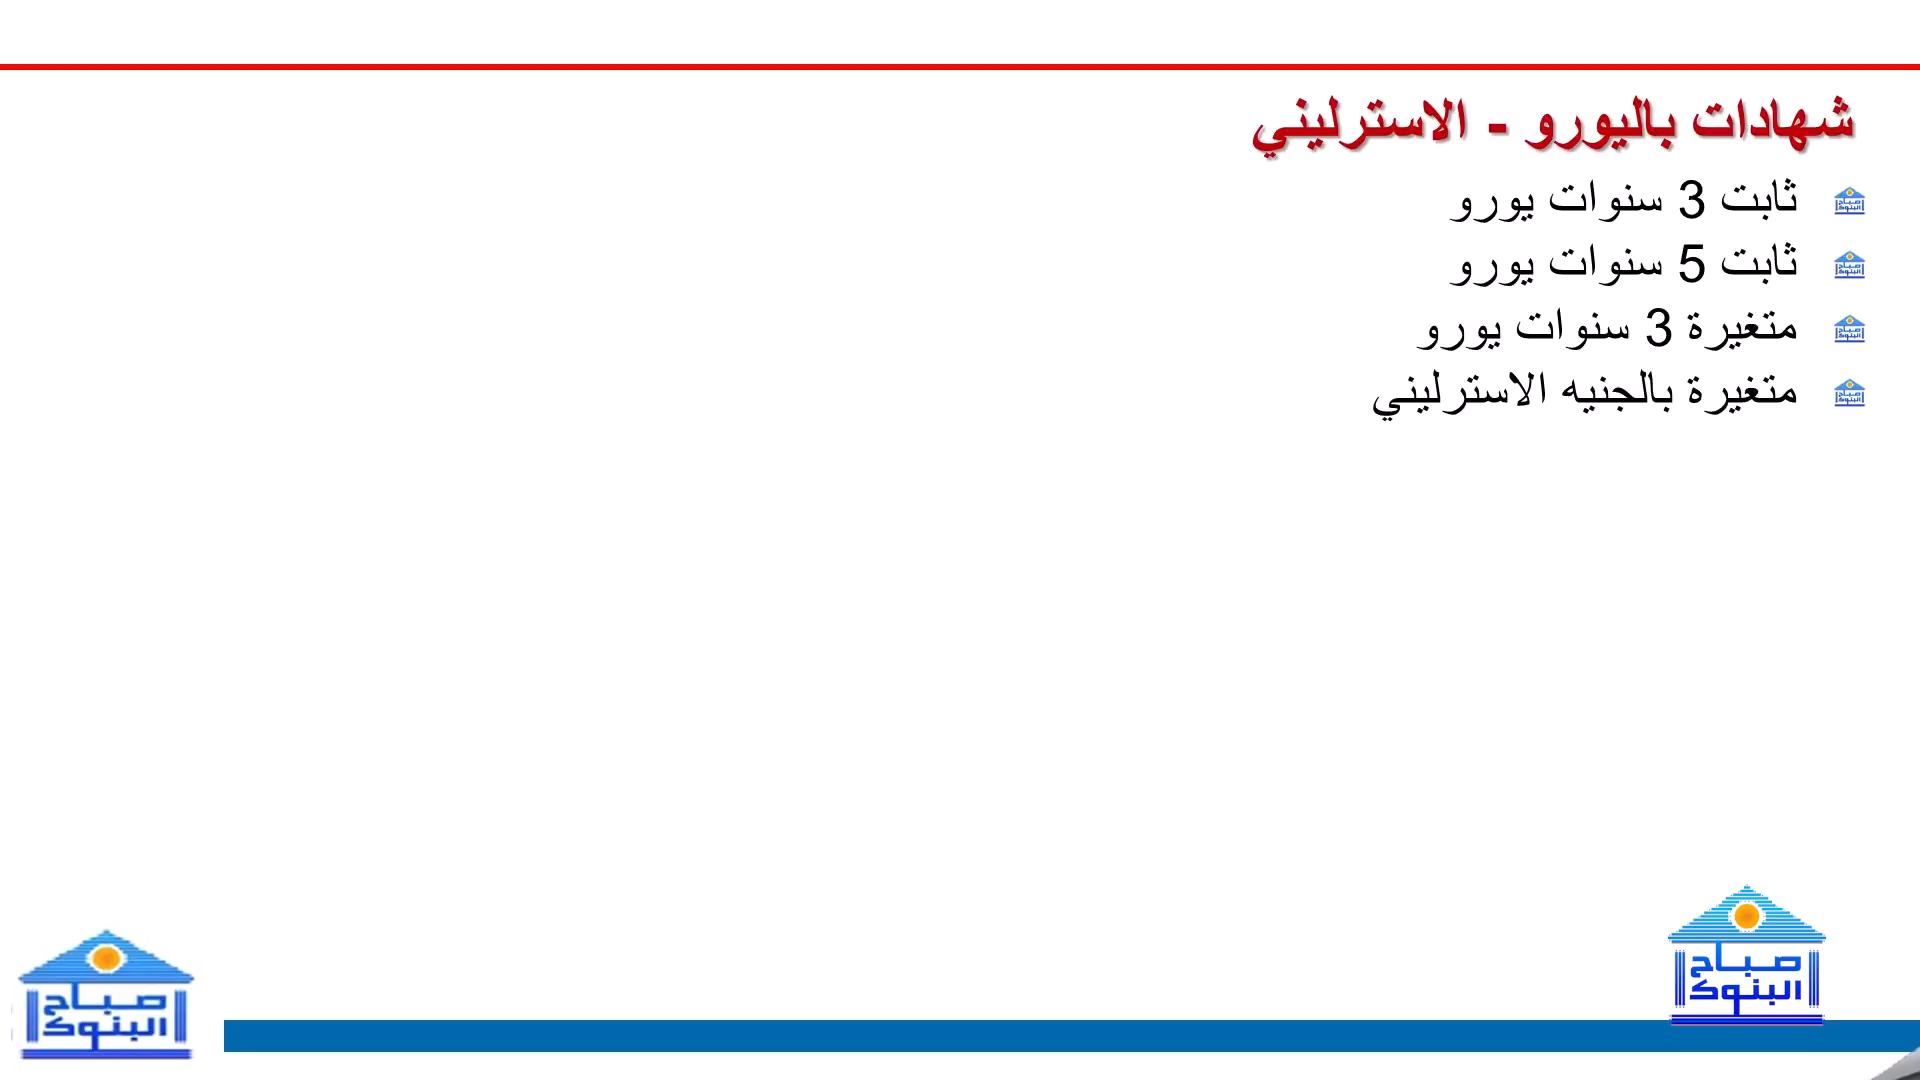 شهادات باليورو - الاسترليني
ثابت 3 سنوات يورو
ثابت 5 سنوات يورو
متغيرة 3 سنوات يورو
متغيرة بالجنيه الاسترليني
صباح
البنوك
صباح
البنوك